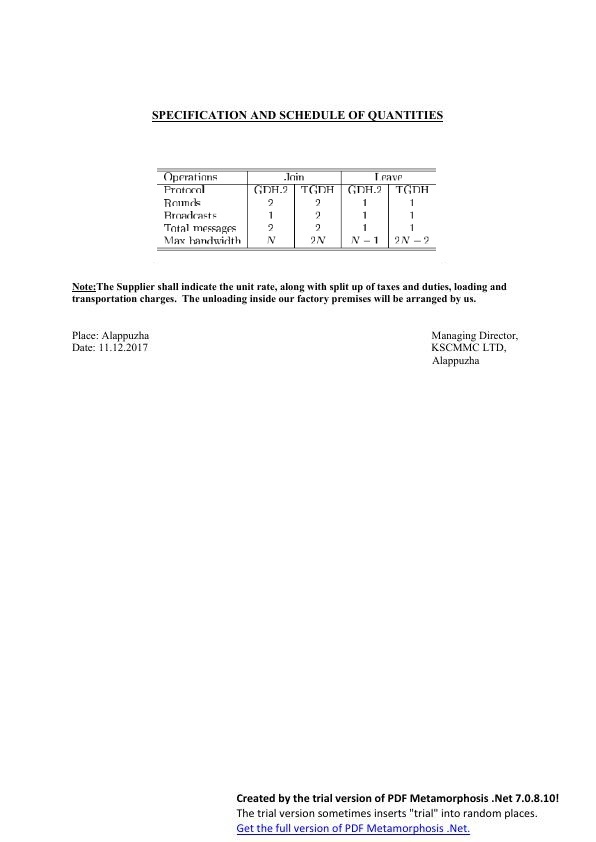 SPECIFICATION AND SCHEDULE OF QUANTITIES
Operations Join Leave
Protocol GDH.2 TGDH GDH.2 TGDH
Rounds 2 2 1 1
Broadcasts 1 2 1 1
Total messages 2 2 1 1
Max bandwidth N 2N N − 1 2N − 2
Note:The Supplier shall indicate the unit rate, along with split up of taxes and duties, loading and
transportation charges. The unloading inside our factory premises will be arranged by us.
Place: Alappuzha Managing Director,
Date: 11.12.2017 KSCMMC LTD,
Alappuzha
Created by the trial version of PDF Metamorphosis .Net 7.0.8.10!
The trial version sometimes inserts "trial" into random places.
Get the full version of PDF Metamorphosis .Net.